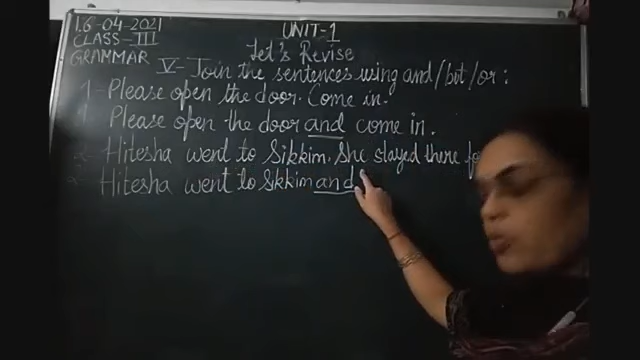 16-04-2021
UNIT-1
CLASS-III
Let's Revise
GRAMMAR
V- Join the sentences using and/but/or:
1- Please open the door. Come in.
1- Please open the door and come in.
2- Hitesha went to Sikkim. She stayed there
2- Hitesha went to Skkim and